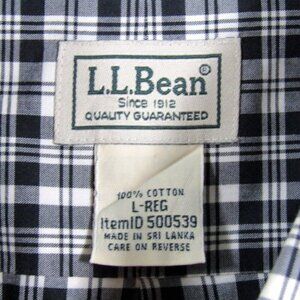 L.L.Bean®
Since 1912
QUALITY GUARANTEED
100% COTTON
L-REG
ItemID 500539
MADE IN SRI LANKA
CARE ON REVERSE